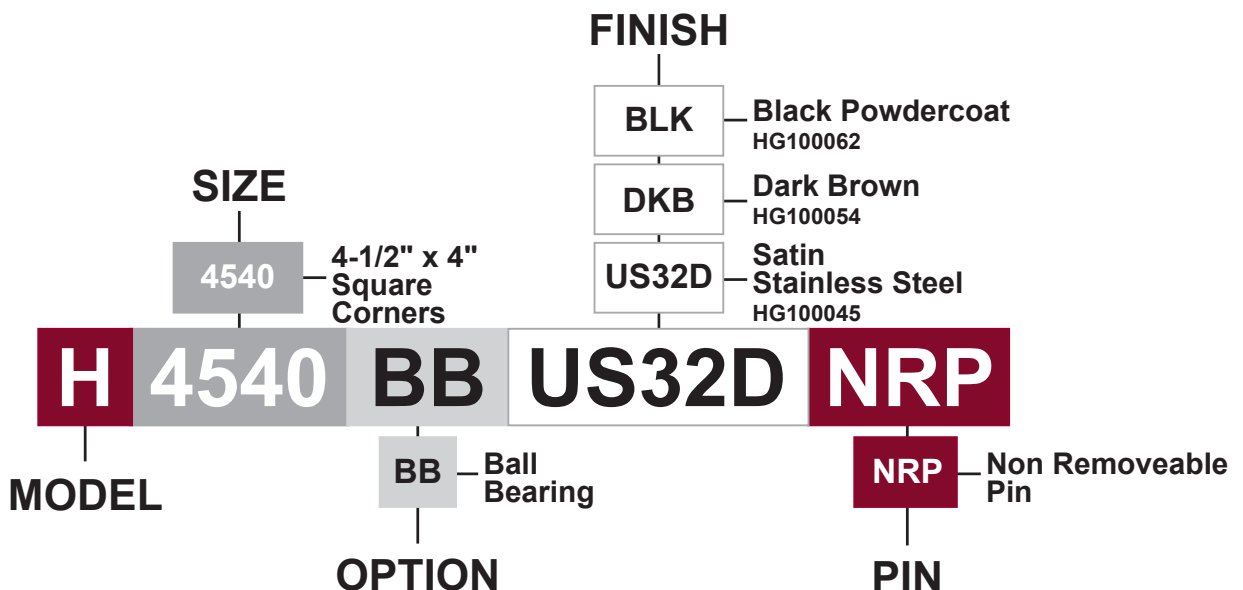 FINISH
BLK
Black Powdercoat
HG100062
DKB
Dark Brown
HG100054
US32D
Satin
Stainless Steel
HG100045
SIZE
4540
4-1/2" x 4"
Square
Corners
H 4540 BB US32D NRP
MODEL
BB
Ball
Bearing
OPTION
NRP
Non Removeable
Pin
PIN